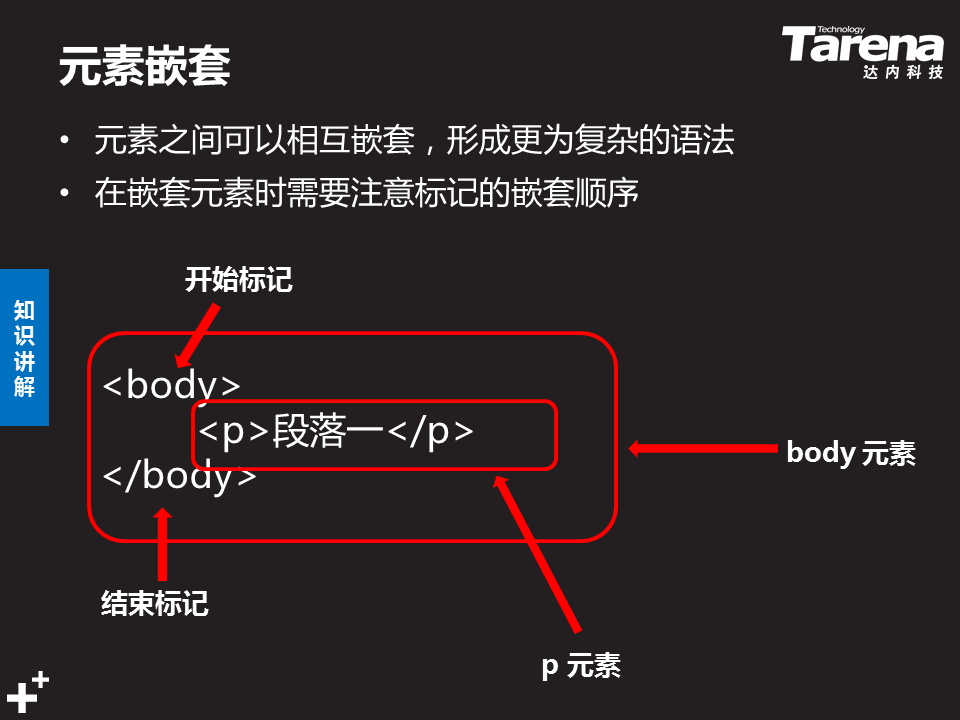 元素嵌套
Technology
Tarena
达内科技
• 元素之间可以相互嵌套，形成更为复杂的语法
• 在嵌套元素时需要注意标记的嵌套顺序
知识讲解
开始标记
<body>
<p>段落一</p>
</body>
body 元素
结束标记
p 元素